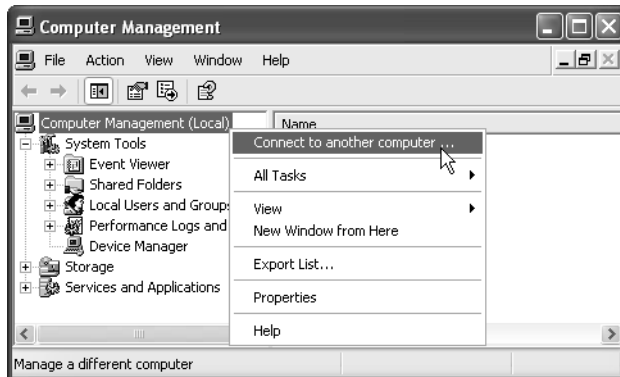 Computer Management
File Action View Window Help
Computer Management (Local)
Name
System Tools
Connect to another computer ...
Event Viewer
All Tasks
Shared Folders
Local Users and Groups
View
Performance Logs and
New Window from Here
Device Manager
Storage
Export List...
Services and Applications
Properties
Help
Manage a different computer